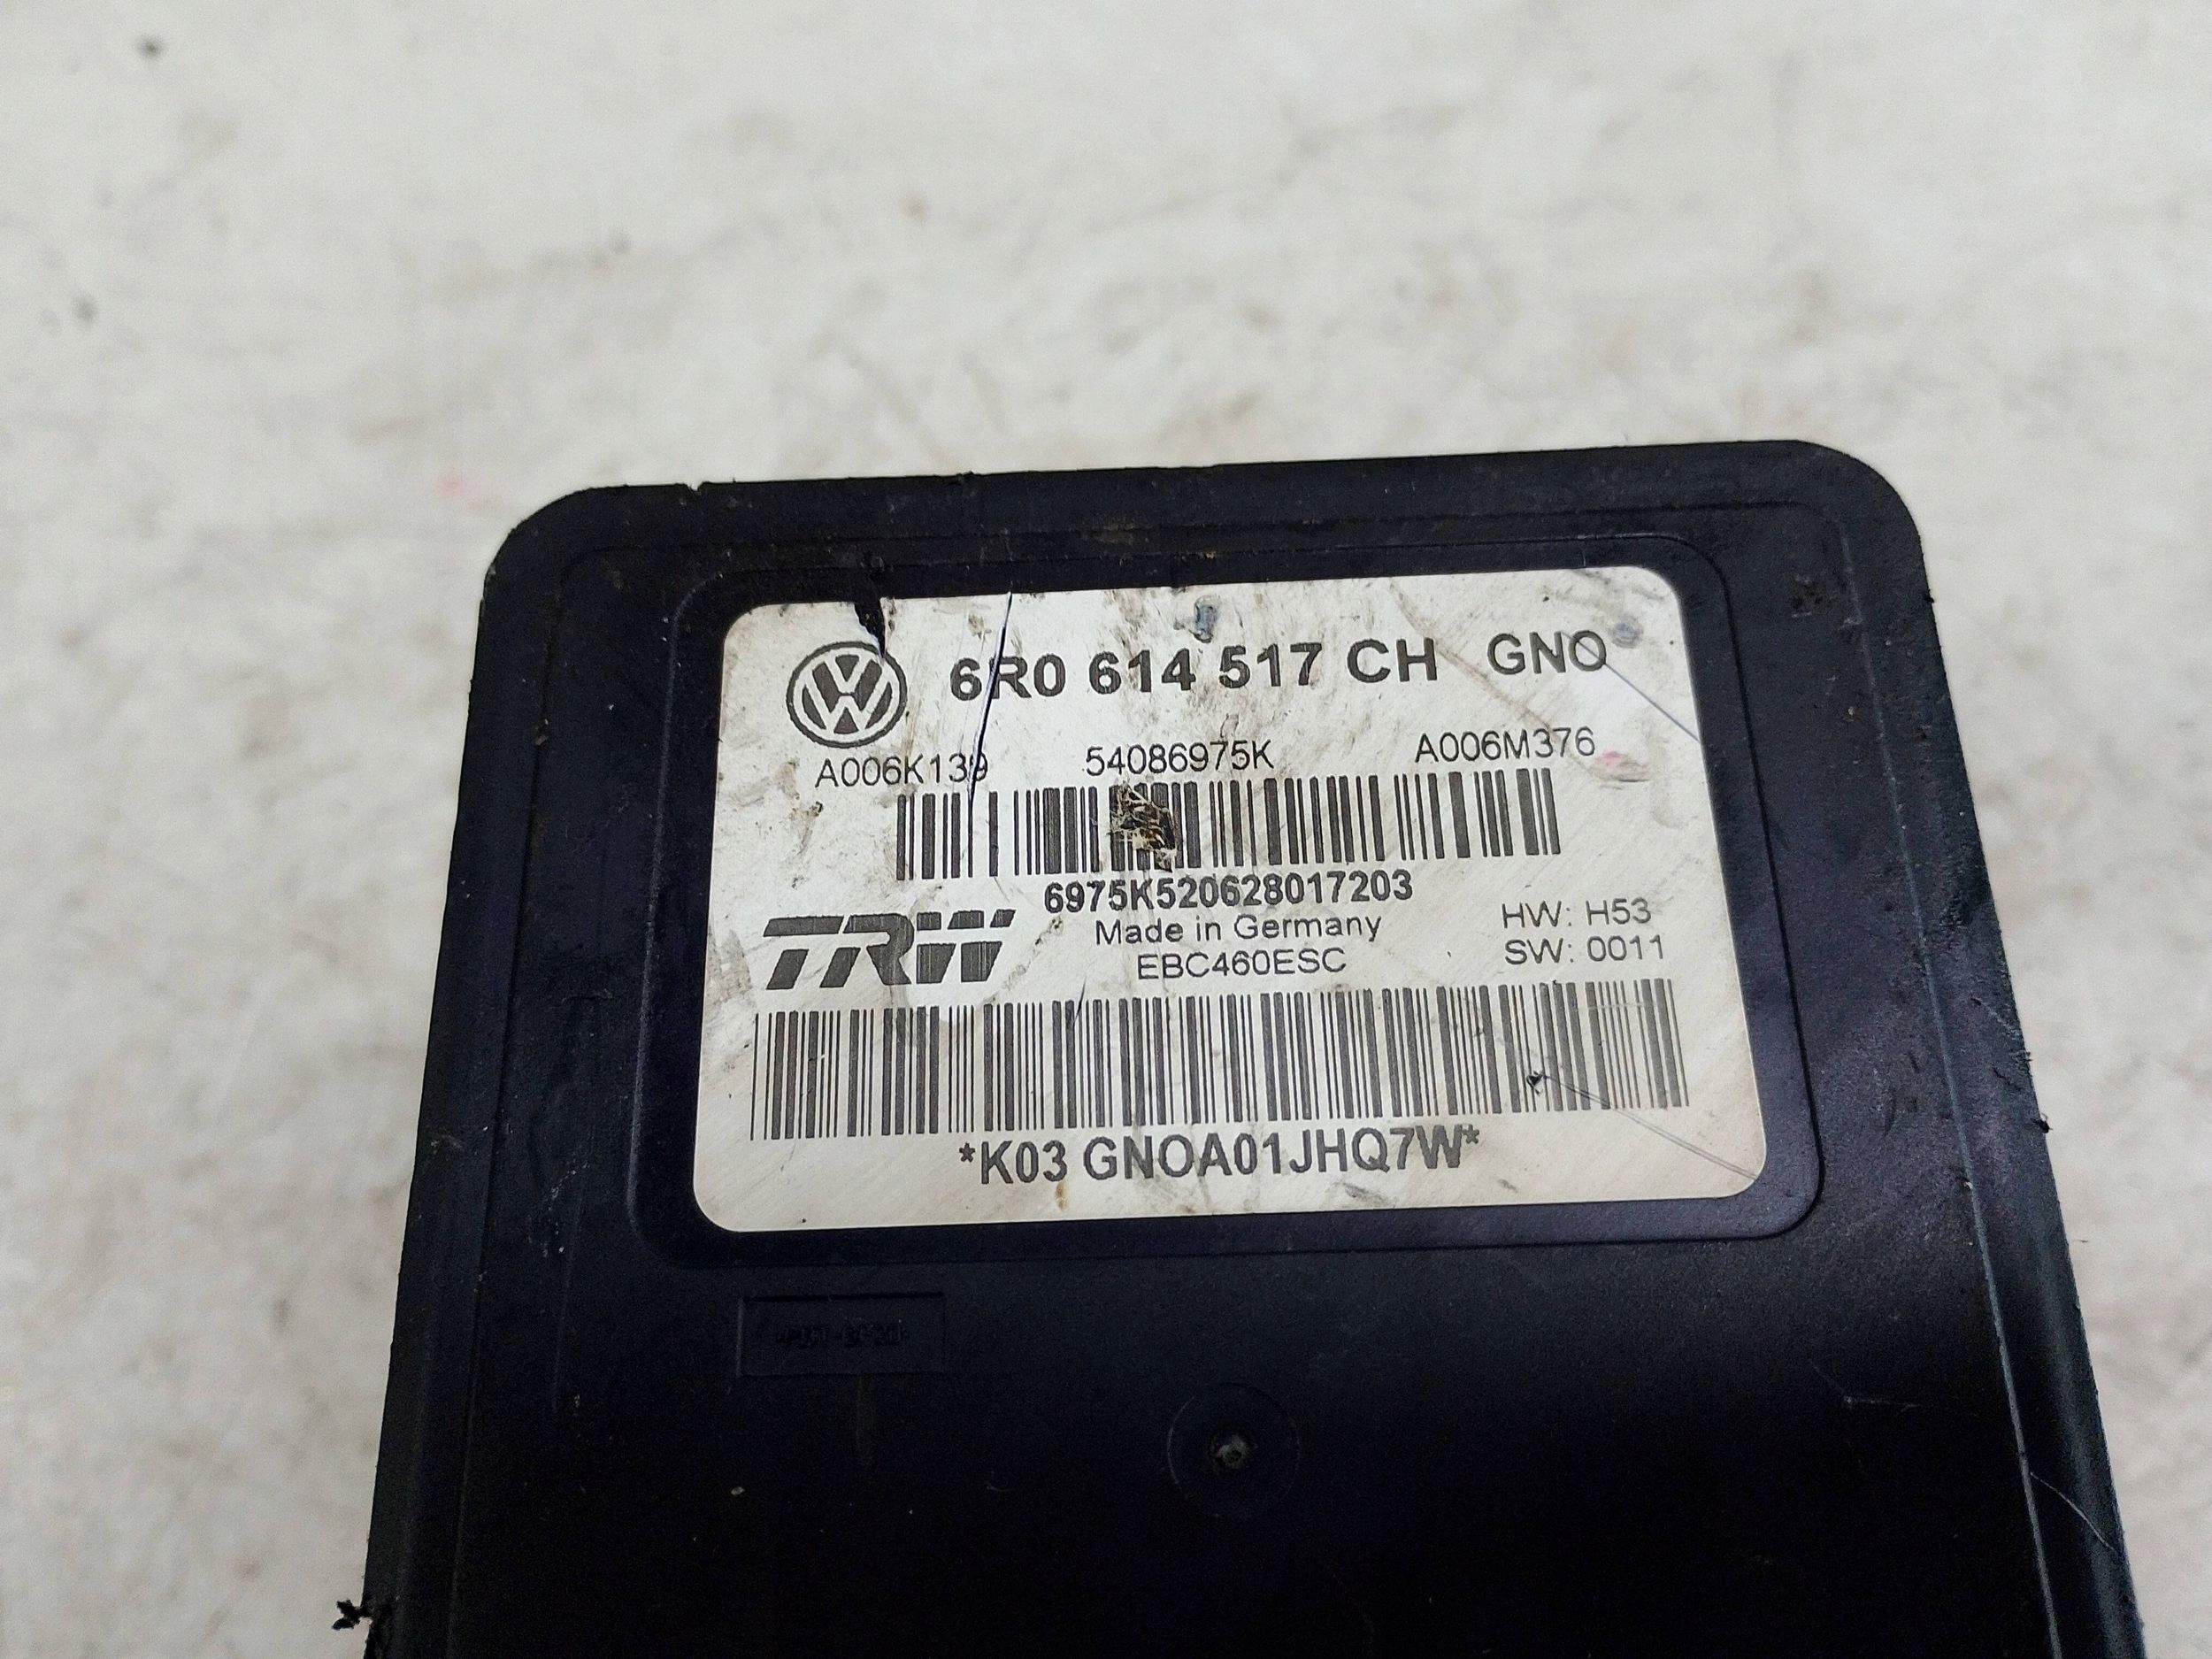 6R0 614 517 CH GNO
A006K139 54086975K A006M376
6975K520628017203
TRW Made in Germany HW: H53
EBC460ESC SW: 0011
*K03 GNOA01JHQ7W*